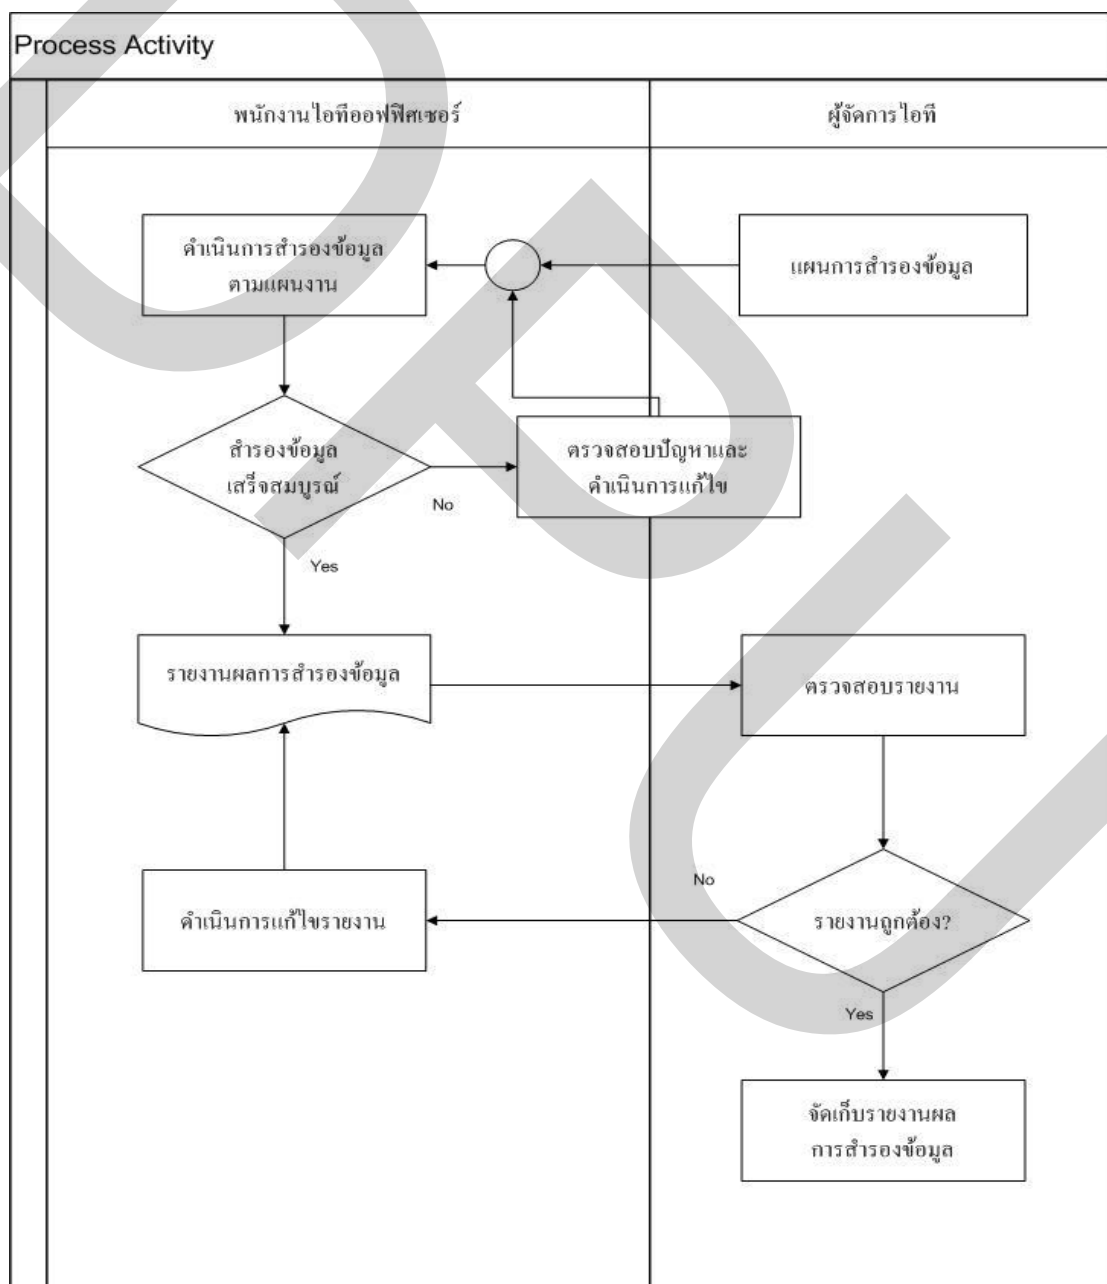 Process Activity
พนักงานไอทีออฟฟิศเซอร์
ผู้จัดการไอที
ดำเนินการสำรองข้อมูล
ตามแผนงาน
แผนการสำรองข้อมูล
สำรองข้อมูล
เสร็จสมบูรณ์
No
ตรวจสอบปัญหาและ
ดำเนินการแก้ไข
Yes
รายงานผลการสำรองข้อมูล
ตรวจสอบรายงาน
ดำเนินการแก้ไขรายงาน
No
รายงานถูกต้อง?
Yes
จัดเก็บรายงานผล
การสำรองข้อมูล
DPU